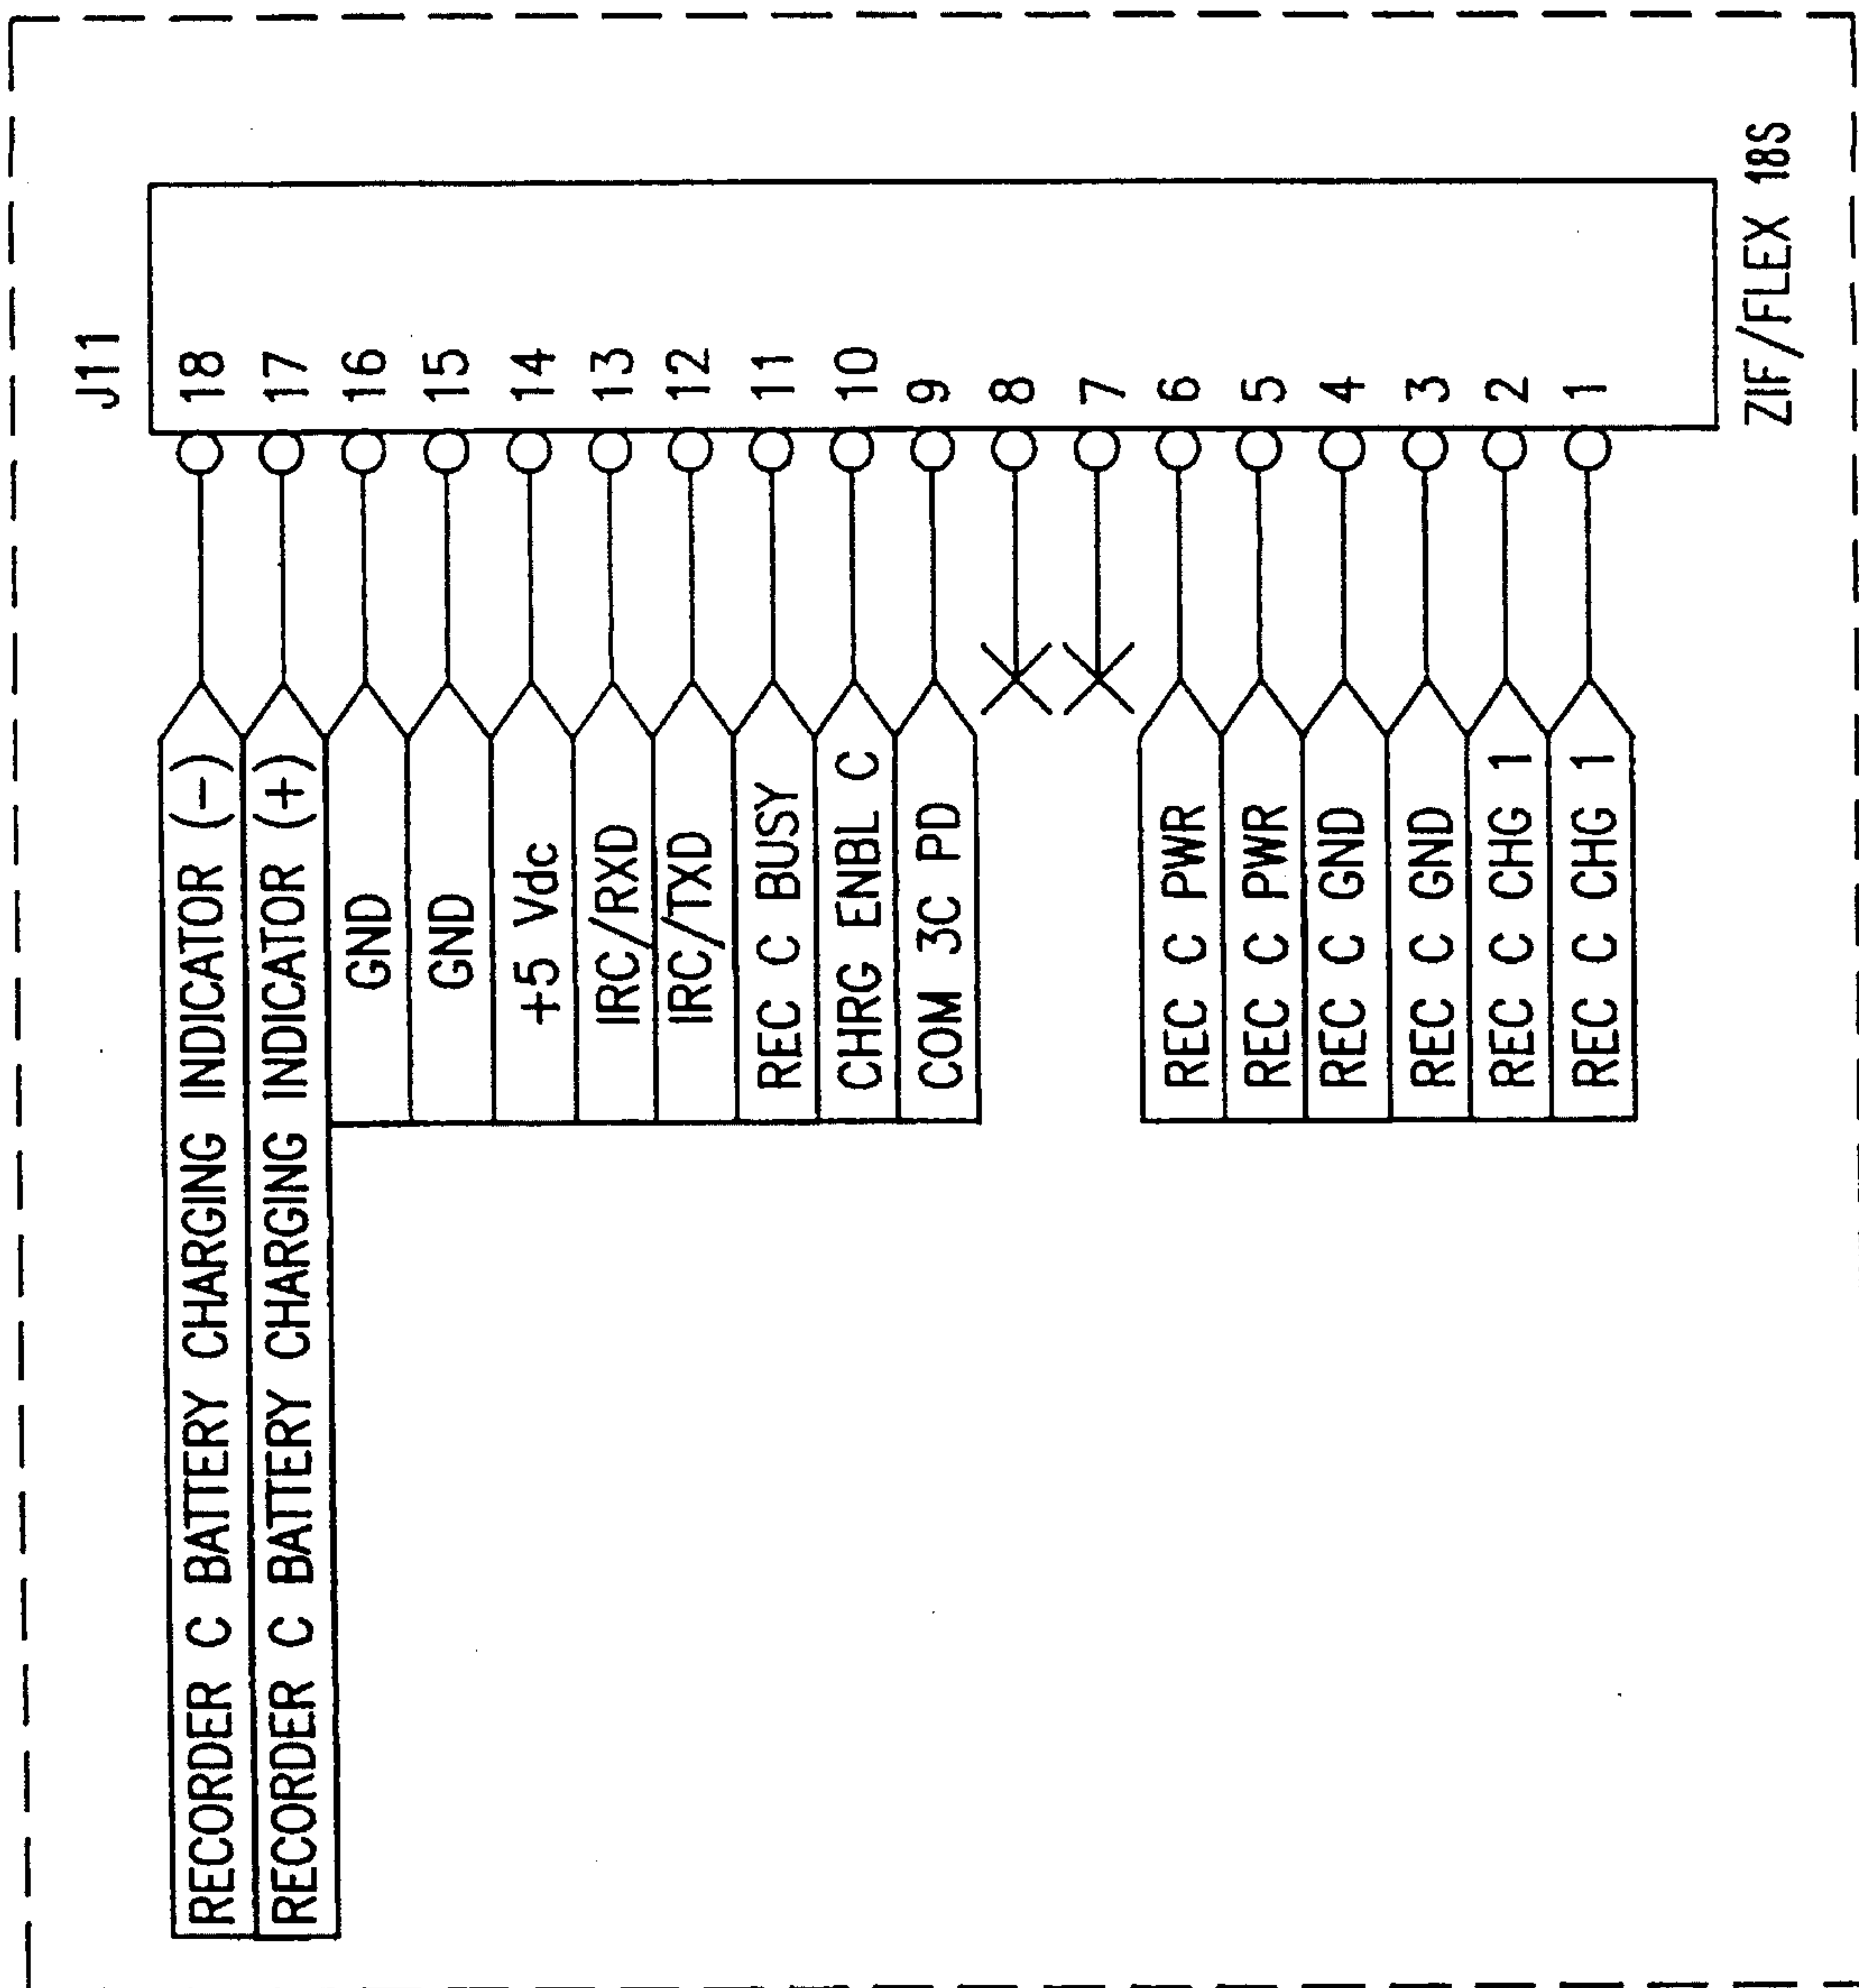 J11
RECORDER C BATTERY CHARGING INDICATOR (-) 18
RECORDER C BATTERY CHARGING INDICATOR (+) 17
GND 16
GND 15
+5 Vdc 14
IRC/RXD 13
IRC/TXD 12
REC C BUSY 11
CHRG ENBL C 10
COM 3C PD 9
8
7
REC C PWR 6
REC C PWR 5
REC C GND 4
REC C GND 3
REC C CHG 1 2
REC C CHG 1 1
ZIF/FLEX 18S